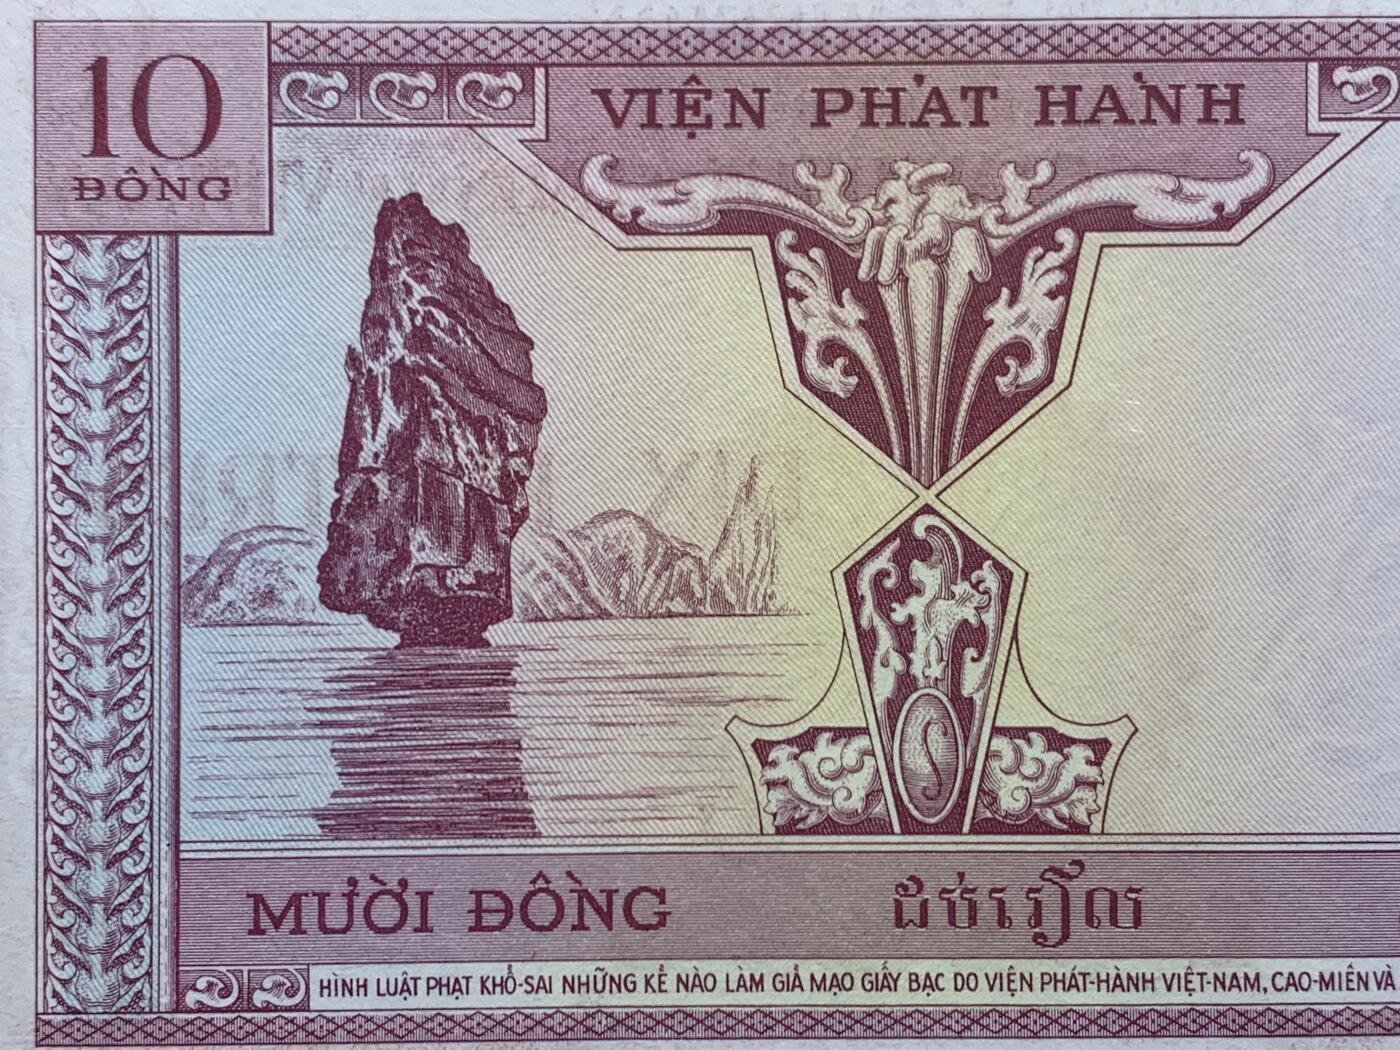 10
ĐỒNG
VIỆN PHÁT HÀNH
S
MƯỜI ĐỒNG
ដប់រៀល
HÌNH LUẬT PHẠT KHỔ-SAI NHỮNG KẺ NÀO LÀM GIẢ MẠO GIẤY BẠC DO VIỆN PHÁT-HÀNH VIỆT-NAM, CAO-MIÊN VÀ